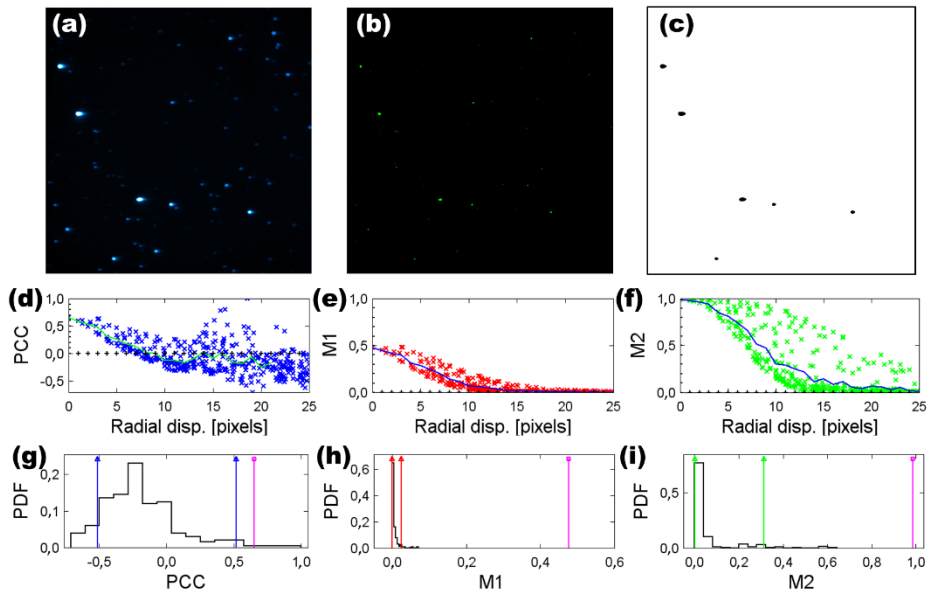 (a) (b) (c)
(d) (e) (f)
1,0 1,0 1,0
0,5 0,5 0,5
0,0
-0,5 0,0 0,0
PCC M1 M2
0 5 10 15 20 25 0 5 10 15 20 25 0 5 10 15 20 25
Radial disp. [pixels] Radial disp. [pixels] Radial disp. [pixels]
(g) (h) (i)
0,2 0,6 0,5
0,1 0,4
0,2
0,0 0,0 0,0
PDF PDF PDF
-0,5 0,0 0,5 1,0 0,0 0,2 0,4 0,6 0,0 0,2 0,4 0,6 0,8 1,0
PCC M1 M2